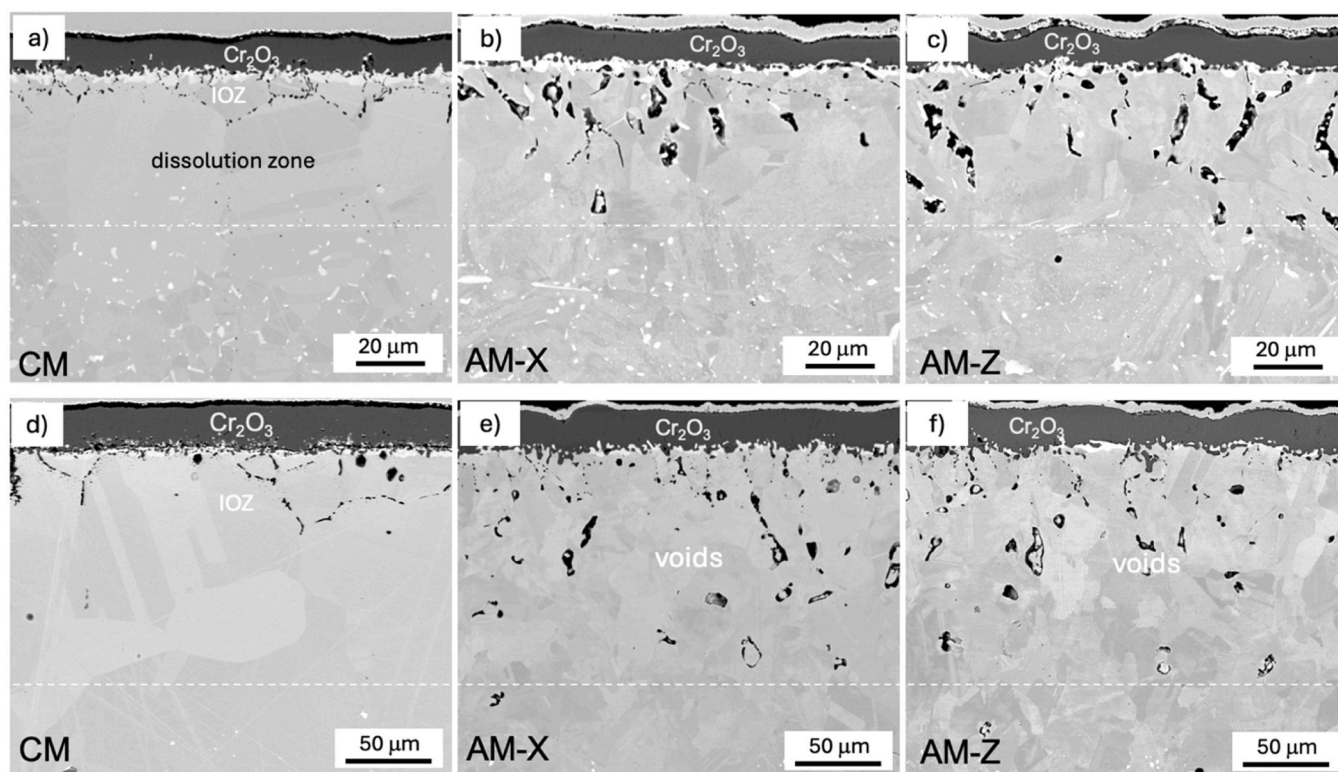 a)
Cr₂O₃
IOZ
dissolution zone
20 μm
CM
b)
Cr₂O₃
20 μm
AM-X
c)
Cr₂O₃
20 μm
AM-Z
d)
Cr₂O₃
IOZ
50 μm
CM
e)
Cr₂O₃
voids
50 μm
AM-X
f)
Cr₂O₃
voids
50 μm
AM-Z